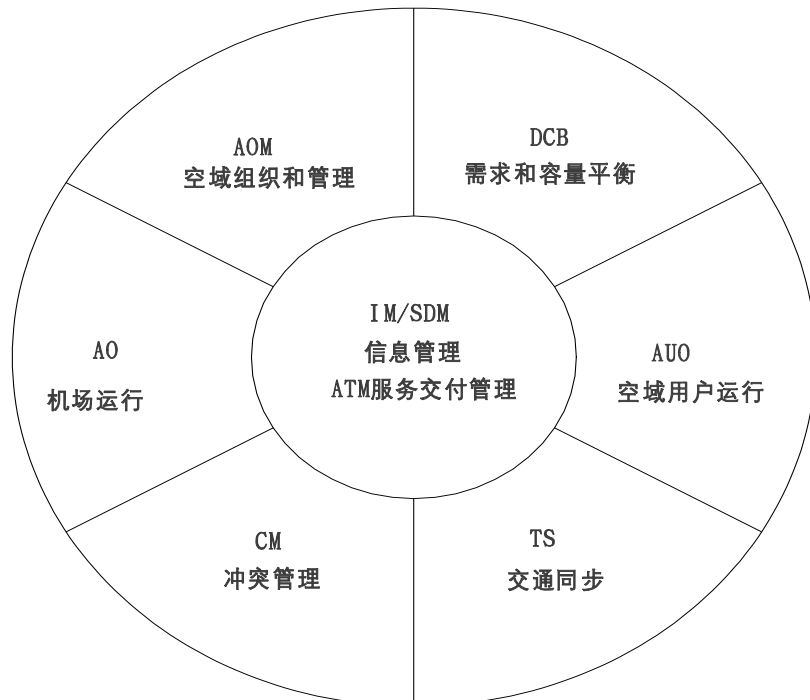 AOM
空域组织和管理
DCB
需求和容量平衡
IM/SDM
信息管理
ATM服务交付管理
AO
机场运行
AUO
空域用户运行
CM
冲突管理
TS
交通同步